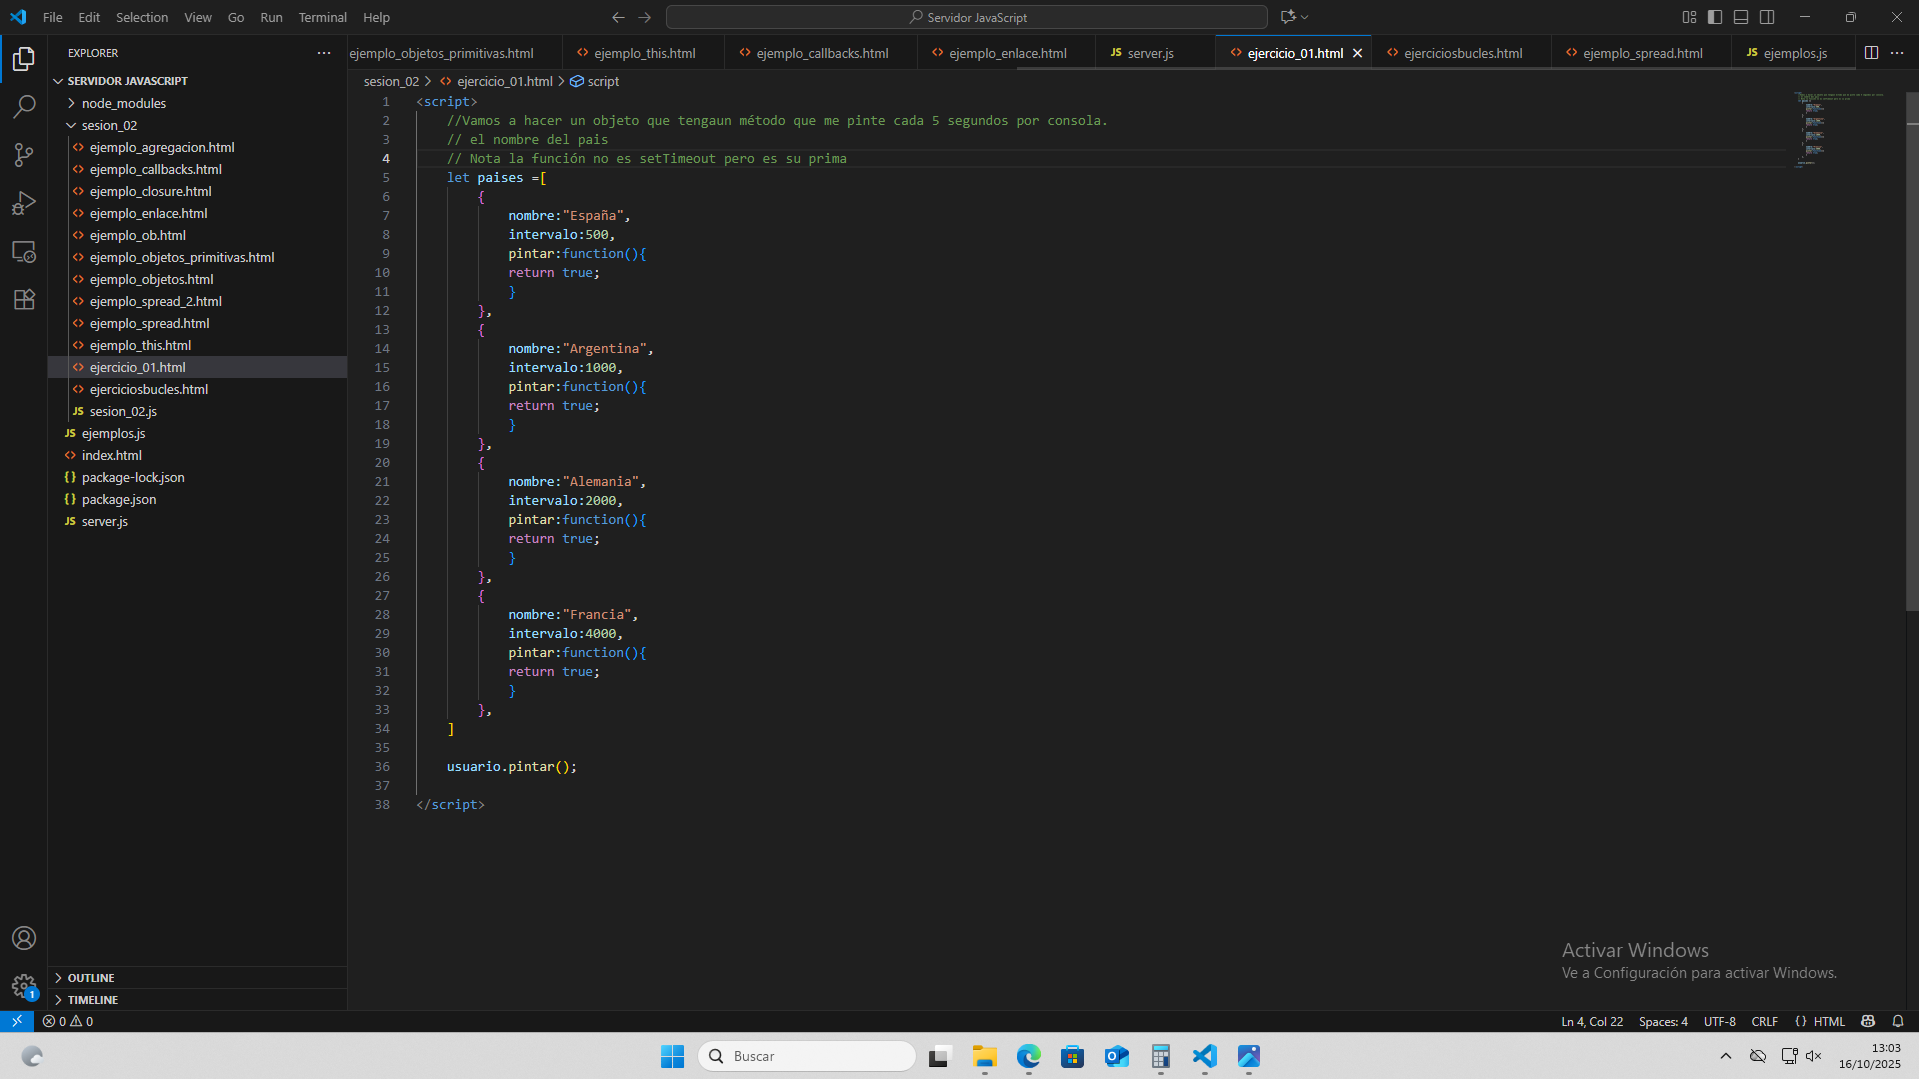 File Edit Selection View Go Run Terminal Help
Servidor JavaScript
EXPLORER
SERVIDOR JAVASCRIPT
node_modules
sesion_02
ejemplo_agregacion.html
ejemplo_callbacks.html
ejemplo_closure.html
ejemplo_enlace.html
ejemplo_ob.html
ejemplo_objetos_primitivas.html
ejemplo_objetos.html
ejemplo_spread_2.html
ejemplo_spread.html
ejemplo_this.html
ejercicio_01.html
ejerciciosbucles.html
JS sesion_02.js
JS ejemplos.js
index.html
{} package-lock.json
{} package.json
JS server.js
OUTLINE
TIMELINE
ejemplo_objetos_primitivas.html ejemplo_this.html ejemplo_callbacks.html ejemplo_enlace.html JS server.js ejercicio_01.html ejerciciosbucles.html ejemplo_spread.html JS ejemplos.js
sesion_02 > ejercicio_01.html > script
1 <script>
2 //Vamos a hacer un objeto que tengaun método que me pinte cada 5 segundos por consola.
3 // el nombre del pais
4 // Nota la función no es setTimeout pero es su prima
5 let paises =[
6 {
7 nombre:"España",
8 intervalo:500,
9 pintar:function(){
10 return true;
11 }
12 },
13 {
14 nombre:"Argentina",
15 intervalo:1000,
16 pintar:function(){
17 return true;
18 }
19 },
20 {
21 nombre:"Alemania",
22 intervalo:2000,
23 pintar:function(){
24 return true;
25 }
26 },
27 {
28 nombre:"Francia",
29 intervalo:4000,
30 pintar:function(){
31 return true;
32 }
33 },
34 ]
35
36 usuario.pintar();
37
38 </script>
Activar Windows
Ve a Configuración para activar Windows.
1
0 0
Ln 4, Col 22 Spaces: 4 UTF-8 CRLF {} HTML
Buscar
13:03
16/10/2025